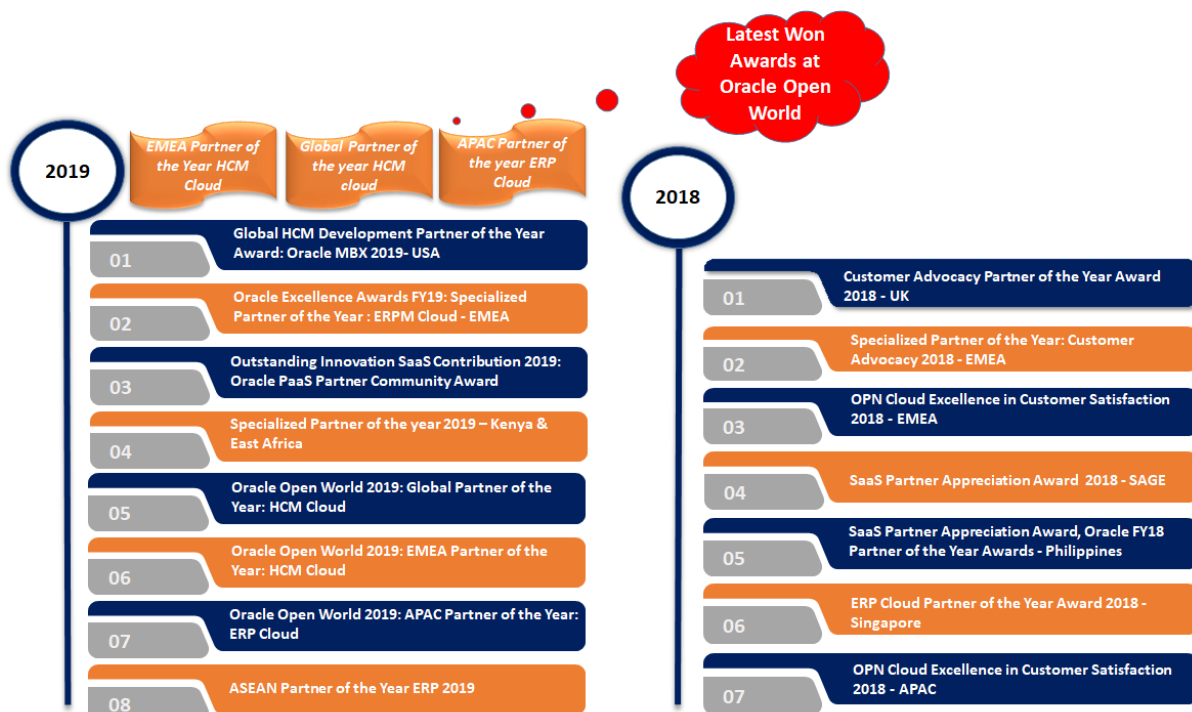 Latest Won
Awards at
Oracle Open
World
2019
EMEA Partner of
the Year HCM
Cloud
Global Partner of
the year HCM
cloud
APAC Partner of
the year ERP
Cloud
01
Global HCM Development Partner of the Year
Award: Oracle MBX 2019- USA
02
Oracle Excellence Awards FY19: Specialized
Partner of the Year : ERPM Cloud - EMEA
03
Outstanding Innovation SaaS Contribution 2019:
Oracle PaaS Partner Community Award
04
Specialized Partner of the year 2019 – Kenya &
East Africa
05
Oracle Open World 2019: Global Partner of the
Year: HCM Cloud
06
Oracle Open World 2019: EMEA Partner of the
Year: HCM Cloud
07
Oracle Open World 2019: APAC Partner of the Year:
ERP Cloud
08
ASEAN Partner of the Year ERP 2019
2018
01
Customer Advocacy Partner of the Year Award
2018 - UK
02
Specialized Partner of the Year: Customer
Advocacy 2018 - EMEA
03
OPN Cloud Excellence in Customer Satisfaction
2018 - EMEA
04
SaaS Partner Appreciation Award 2018 - SAGE
05
SaaS Partner Appreciation Award, Oracle FY18
Partner of the Year Awards - Philippines
06
ERP Cloud Partner of the Year Award 2018 -
Singapore
07
OPN Cloud Excellence in Customer Satisfaction
2018 - APAC